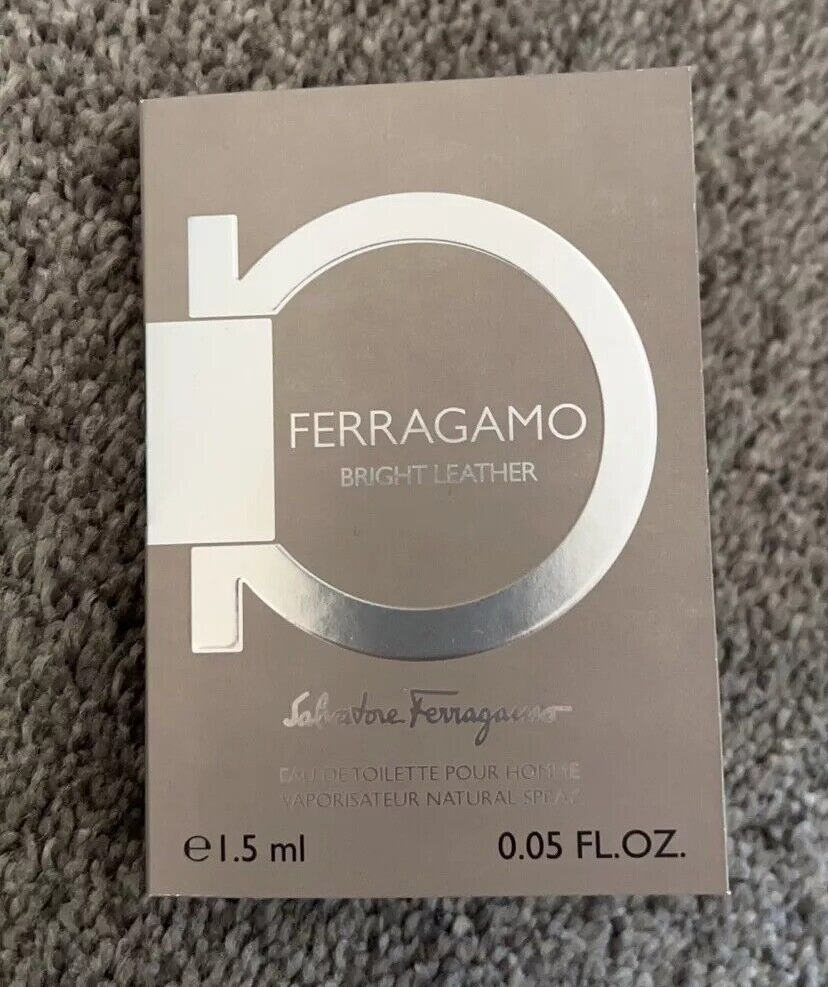 FERRAGAMO
BRIGHT LEATHER
Salvatore Ferragamo
EAU DE TOILETTE POUR HOMME
VAPORISATEUR NATURAL SPRAY
℮1.5 ml 0.05 FL.OZ.